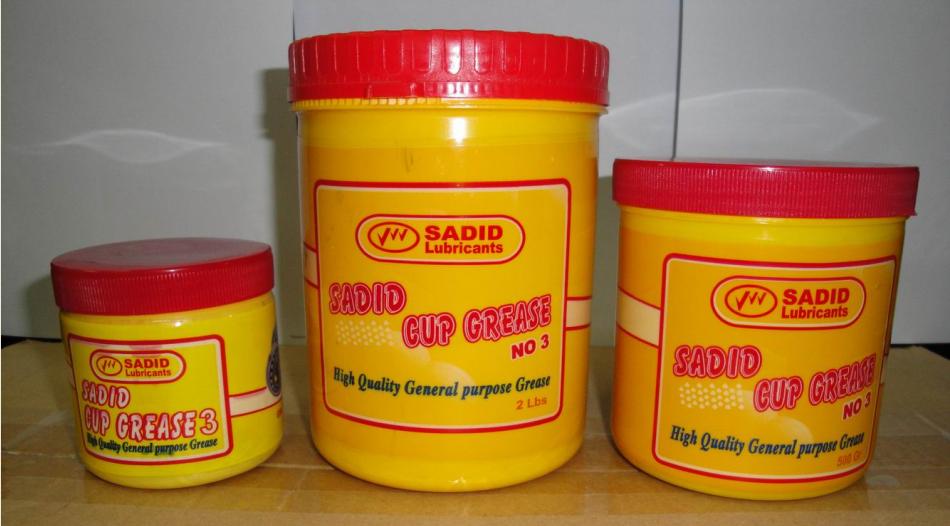 SADID
Lubricants
SADID
CUP GREASE 3
High Quality General purpose Grease
SADID
Lubricants
SADID
CUP GREASE
NO 3
High Quality General purpose Grease
2 Lbs
SADID
Lubricants
SADID
CUP GREASE
NO 3
High Quality General purpose Grease
500 Gr